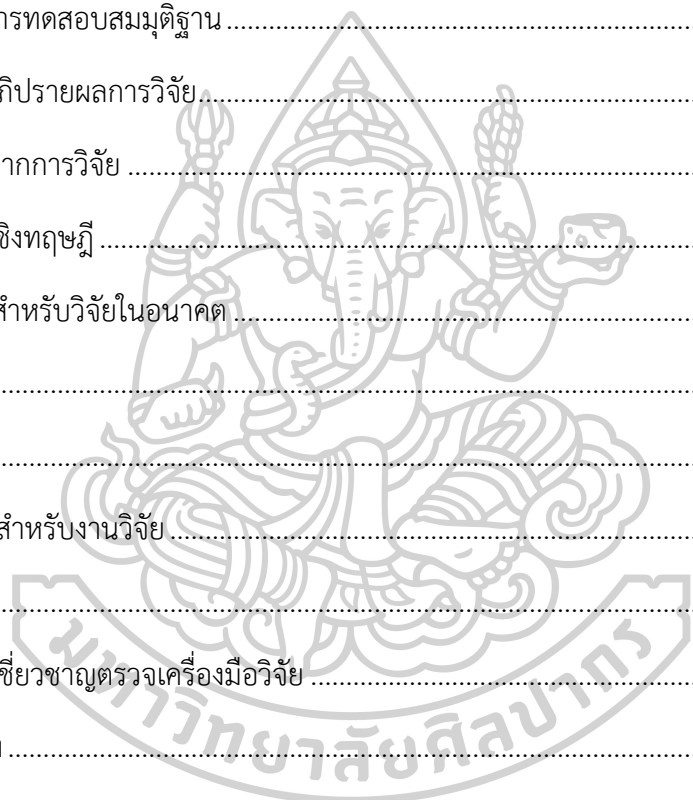 ารทดสอบสมมุติฐาน ........................................................................
ภิปรายผลการวิจัย........................................................................
ากการวิจัย ........................................................................
ชิงทฤษฎี ........................................................................
สำหรับวิจัยในอนาคต ........................................................................
........................................................................
........................................................................
สำหรับงานวิจัย ........................................................................
........................................................................
ชี่ยวชาญตรวจเครื่องมือวิจัย ........................................................................
........................................................................
มหาวิทยาลัยศิลปากร